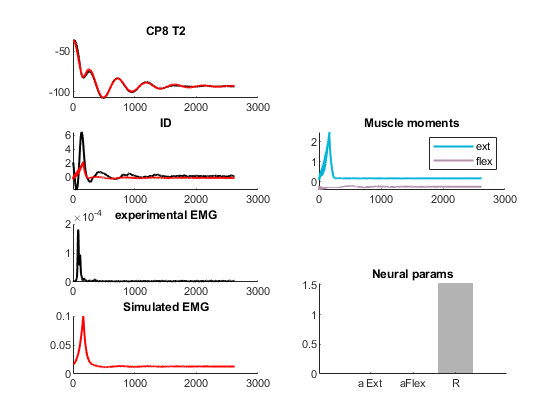 CP8 T2
-50
-100
0 1000 2000 3000
ID
6
4
2
0
0 1000 2000 3000
Muscle moments
2
1
0
ext
flex
0 1000 2000 3000
experimental EMG
×10^-4
2
1
0
0 1000 2000 3000
Simulated EMG
0.1
0.05
0
0 1000 2000 3000
Neural params
1.5
1
0.5
0
a Ext aFlex R